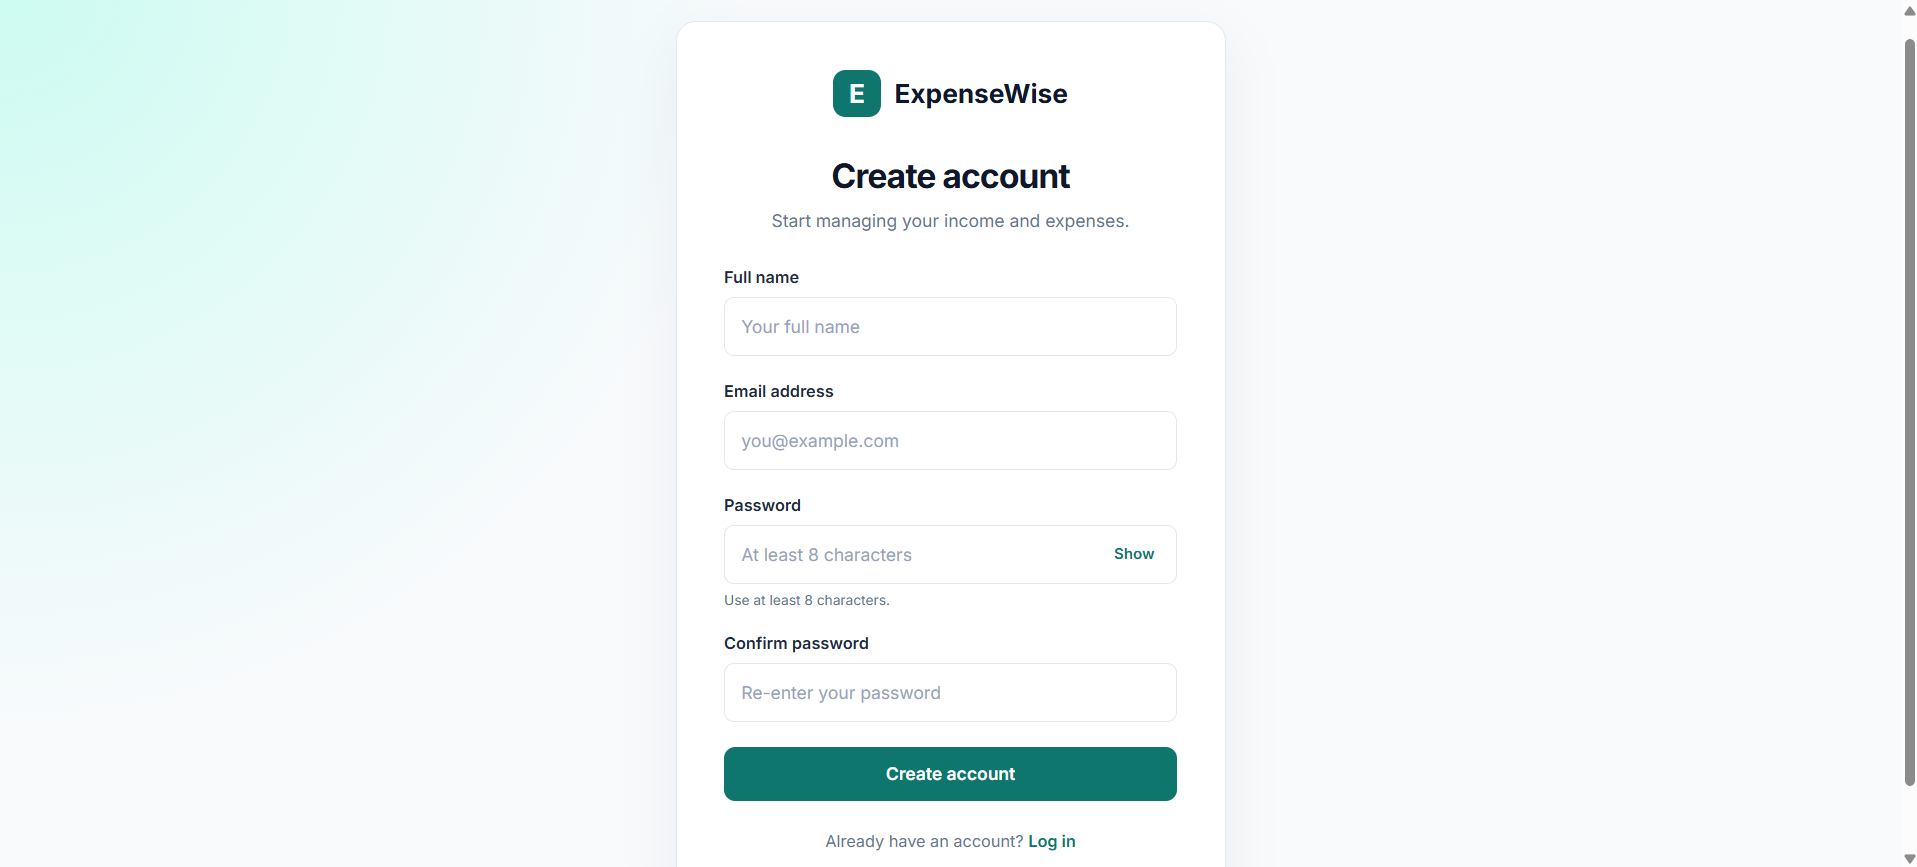 E ExpenseWise
Create account
Start managing your income and expenses.
Full name
Your full name
Email address
you@example.com
Password
At least 8 characters Show
Use at least 8 characters.
Confirm password
Re-enter your password
Create account
Already have an account? Log in